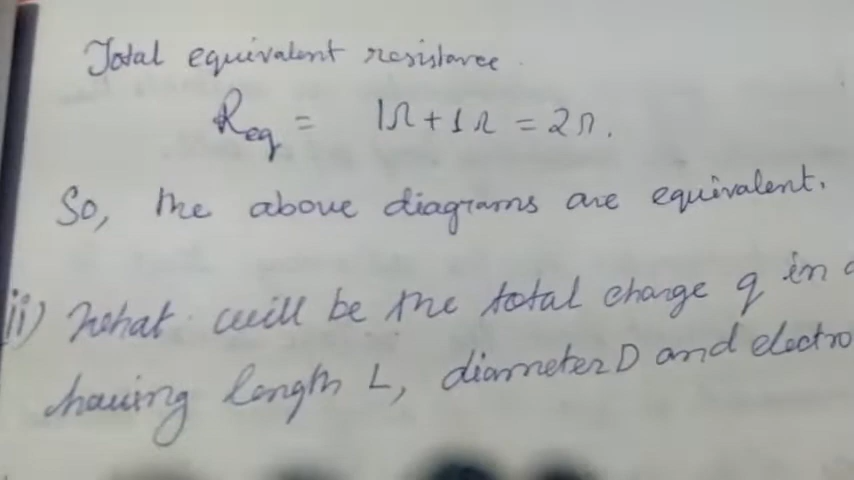 Total equivalent resistance.
Req = 1Ω + 1Ω = 2Ω.
So, the above diagrams are equivalent.
ii) What will be the total charge q in
having length L, diameter D and electro